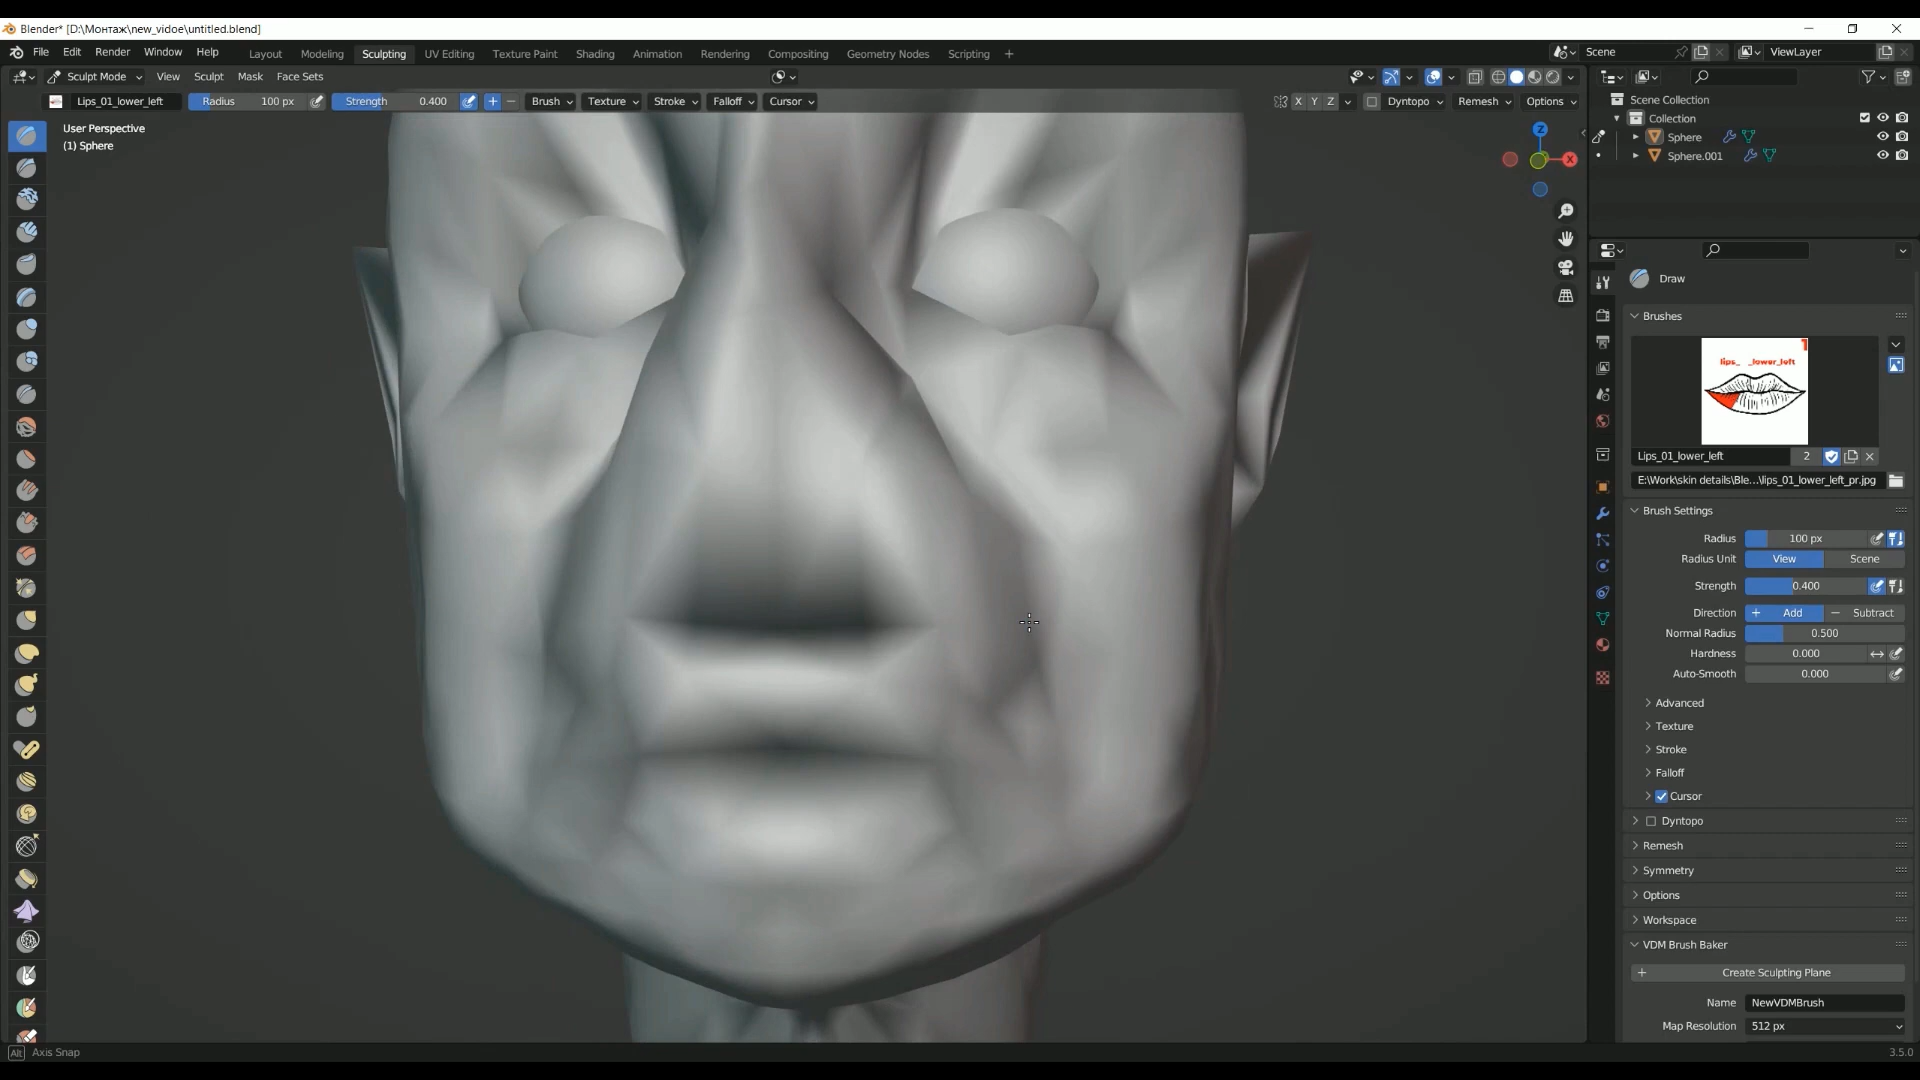 Blender* [D:\Монтаж\new_vidoe\untitled.blend]
File Edit Render Window Help
Layout Modeling Sculpting UV Editing Texture Paint Shading Animation Rendering Compositing Geometry Nodes Scripting +
Scene
ViewLayer
Sculpt Mode View Sculpt Mask Face Sets
Lips_01_lower_left Radius 100 px Strength 0.400 Brush Texture Stroke Falloff Cursor
X Y Z Dyntopo Remesh Options
User Perspective
(1) Sphere
Z
X
Scene Collection
Collection
Sphere
Sphere.001
Draw
Brushes
1
lips_ _lower_left
Lips_01_lower_left 2
E:\Work\skin details\Ble...\lips_01_lower_left_pr.jpg
Brush Settings
Radius 100 px
Radius Unit View Scene
Strength 0.400
Direction + Add − Subtract
Normal Radius 0.500
Hardness 0.000
Auto-Smooth 0.000
Advanced
Texture
Stroke
Falloff
Cursor
Dyntopo
Remesh
Symmetry
Options
Workspace
VDM Brush Baker
+ Create Sculpting Plane
Name NewVDMBrush
Map Resolution 512 px
Alt Axis Snap
3.5.0